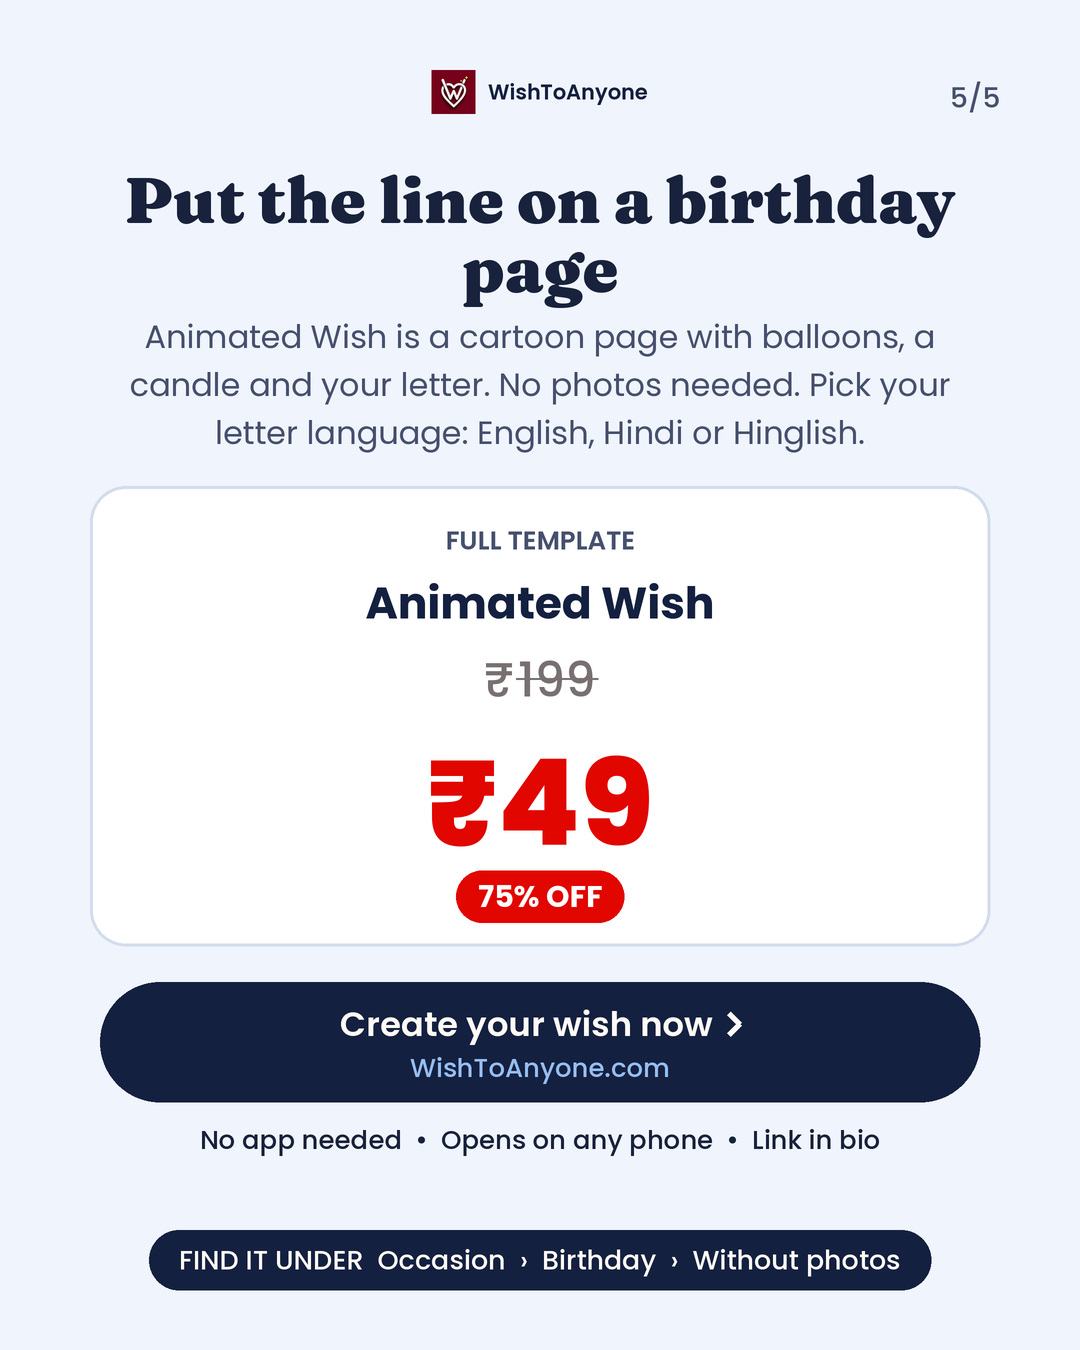 WishToAnyone
5/5
Put the line on a birthday
page
Animated Wish is a cartoon page with balloons, a
candle and your letter. No photos needed. Pick your
letter language: English, Hindi or Hinglish.
FULL TEMPLATE
Animated Wish
₹199
₹49
75% OFF
Create your wish now ›
WishToAnyone.com
No app needed • Opens on any phone • Link in bio
FIND IT UNDER Occasion › Birthday › Without photos